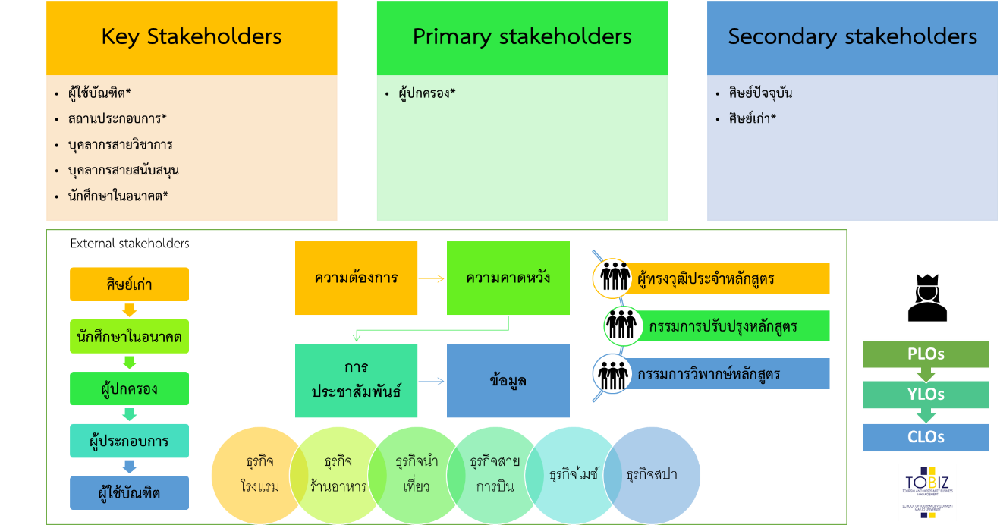 Key Stakeholders
• ผู้ใช้บัณฑิต*
• สถานประกอบการ*
• บุคลากรสายวิชาการ
• บุคลากรสายสนับสนุน
• นักศึกษาในอนาคต*
Primary stakeholders
• ผู้ปกครอง*
Secondary stakeholders
• ศิษย์ปัจจุบัน
• ศิษย์เก่า*
External stakeholders
ศิษย์เก่า
นักศึกษาในอนาคต
ผู้ปกครอง
ผู้ประกอบการ
ผู้ใช้บัณฑิต
ความต้องการ
ความคาดหวัง
การ
ประชาสัมพันธ์
ข้อมูล
ผู้ทรงวุฒิประจำหลักสูตร
กรรมการปรับปรุงหลักสูตร
กรรมการวิพากษ์หลักสูตร
ธุรกิจ
โรงแรม
ธุรกิจ
ร้านอาหาร
ธุรกิจนำ
เที่ยว
ธุรกิจสาย
การบิน
ธุรกิจไมซ์
ธุรกิจสปา
PLOs
YLOs
CLOs
TOBIZ
TOURISM AND HOSPITALITY BUSINESS
MANAGEMENT
SCHOOL OF TOURISM DEVELOPMENT
MAEJO UNIVERSITY